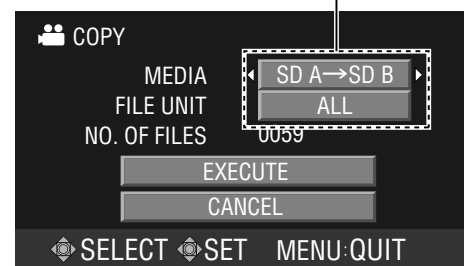 COPY
MEDIA SD A→SD B
FILE UNIT ALL
NO. OF FILES 0059
EXECUTE
CANCEL
SELECT SET MENU:QUIT